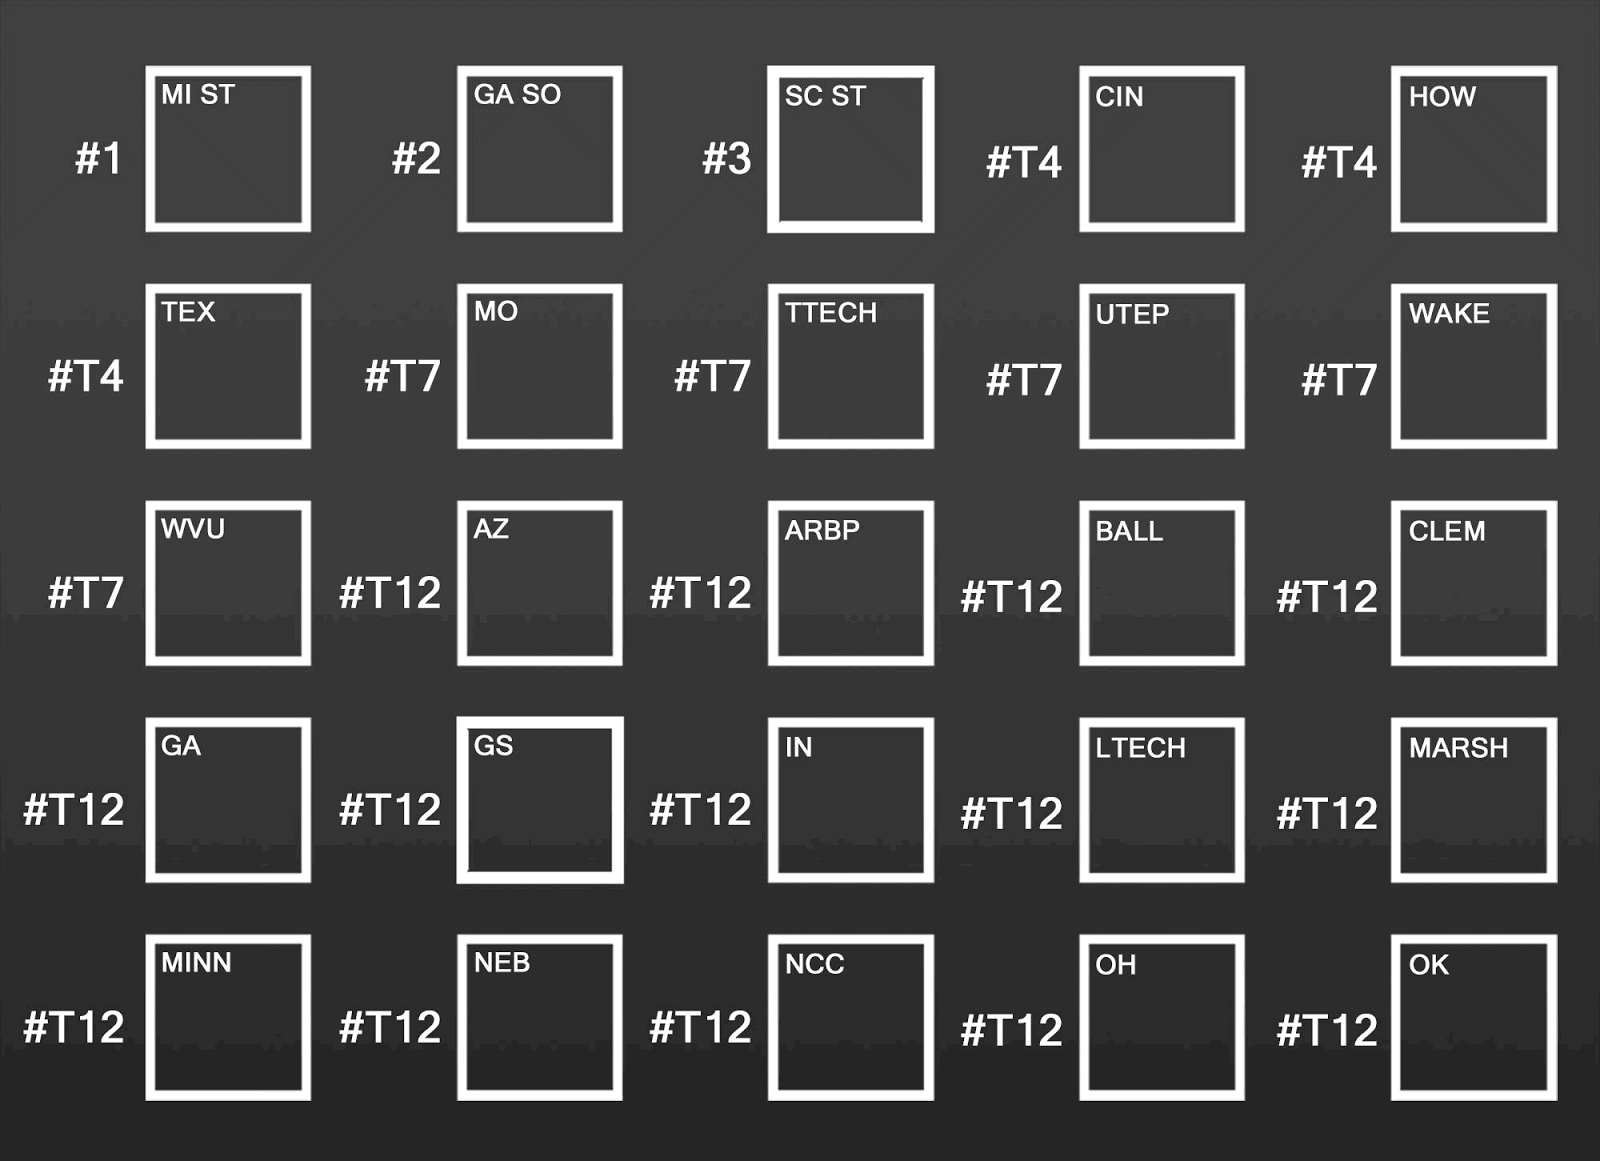 MI ST
#1
GA SO
#2
SC ST
#3
CIN
#T4
HOW
#T4
TEX
#T4
MO
#T7
TTECH
#T7
UTEP
#T7
WAKE
#T7
WVU
#T7
AZ
#T12
ARBP
#T12
BALL
#T12
CLEM
#T12
GA
#T12
GS
#T12
IN
#T12
LTECH
#T12
MARSH
#T12
MINN
#T12
NEB
#T12
NCC
#T12
OH
#T12
OK
#T12